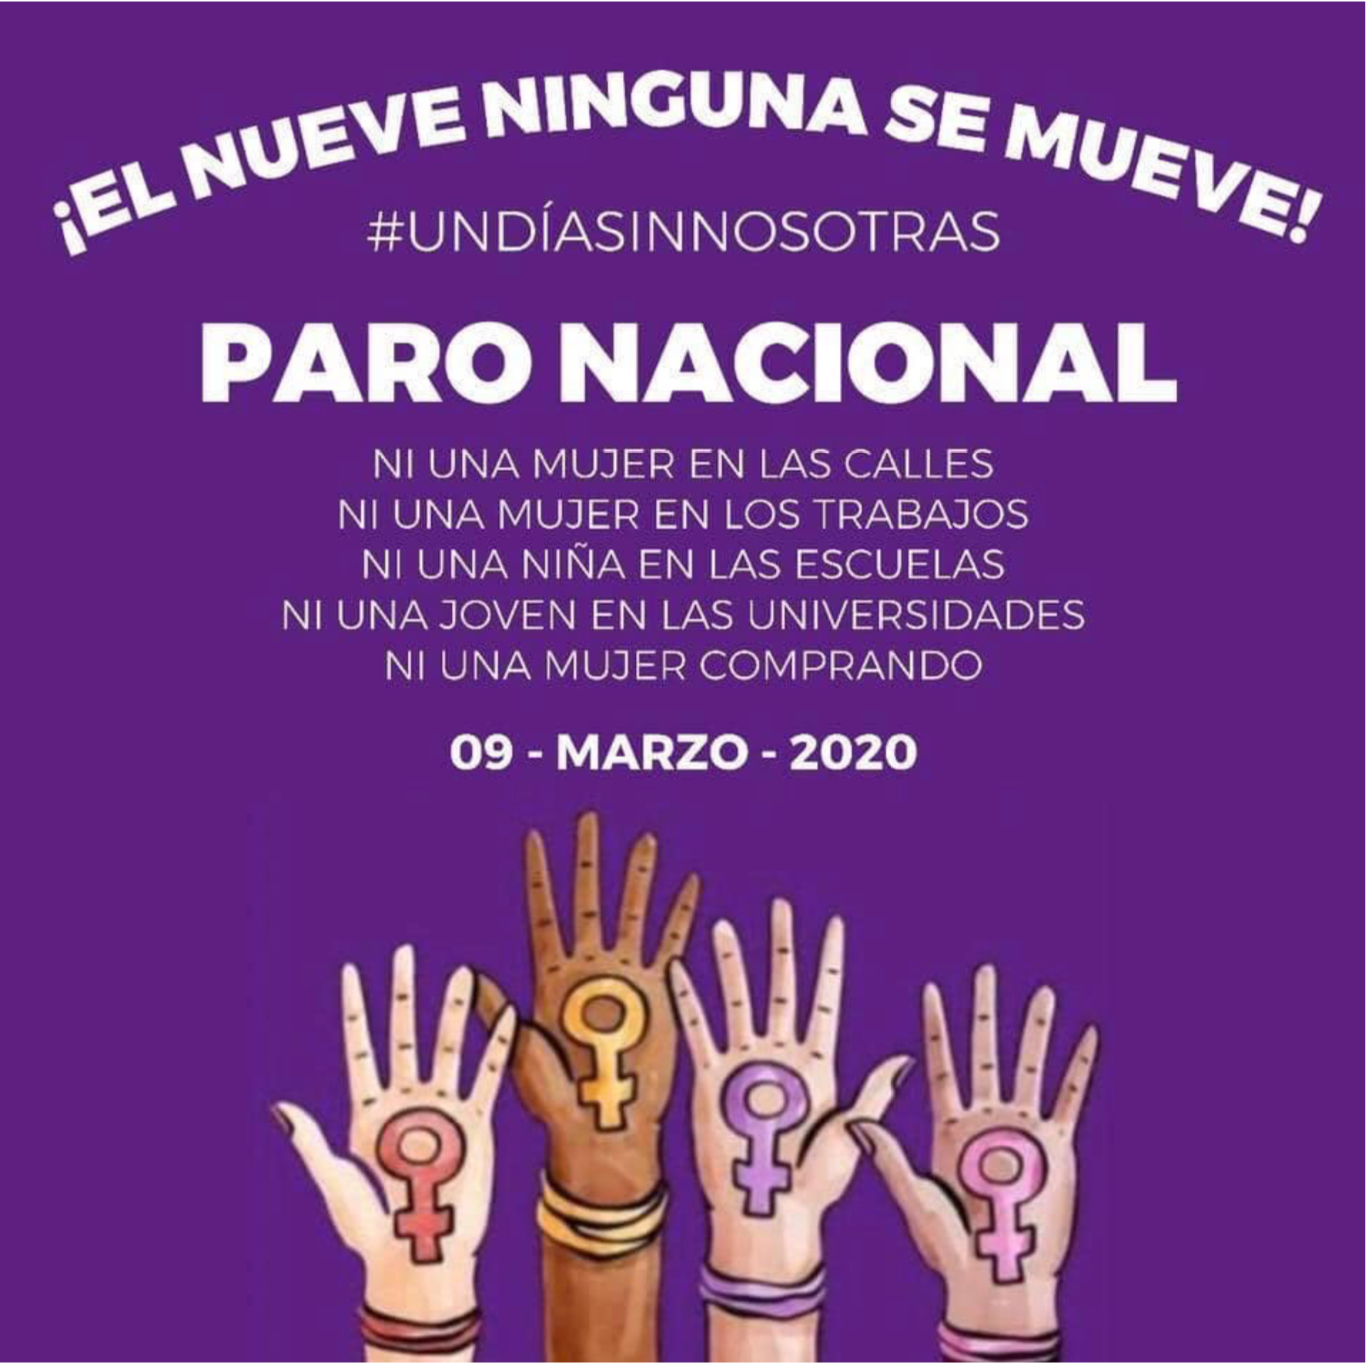 ¡EL NUEVE NINGUNA SE MUEVE!
#UNDÍASINNOSOTRAS
PARO NACIONAL
NI UNA MUJER EN LAS CALLES
NI UNA MUJER EN LOS TRABAJOS
NI UNA NIÑA EN LAS ESCUELAS
NI UNA JOVEN EN LAS UNIVERSIDADES
NI UNA MUJER COMPRANDO
09 - MARZO - 2020